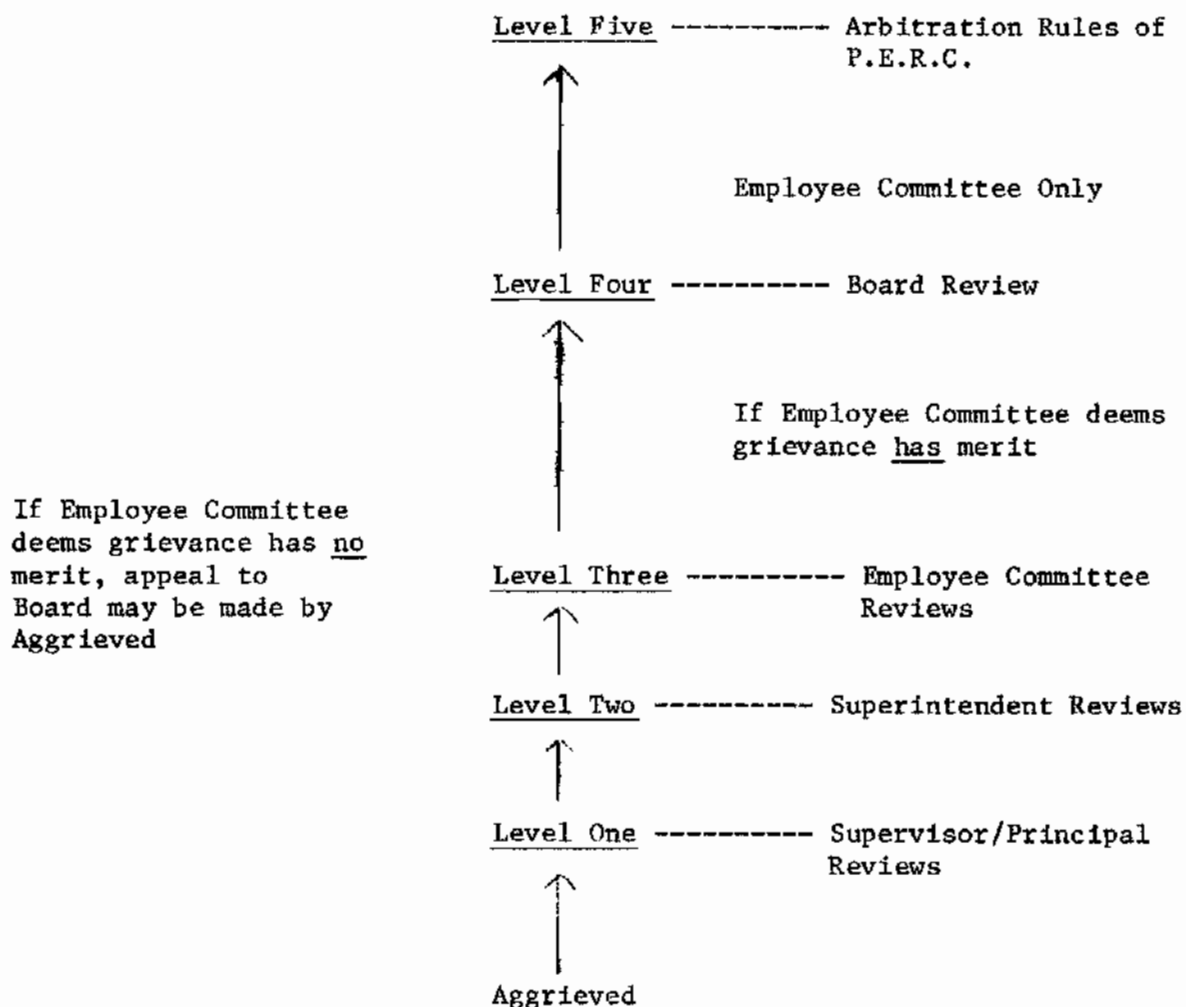 Level Five ---------- Arbitration Rules of
P.E.R.C.
Employee Committee Only
Level Four ---------- Board Review
If Employee Committee deems
grievance has merit
If Employee Committee
deems grievance has no
merit, appeal to
Board may be made by
Aggrieved
Level Three ---------- Employee Committee
Reviews
Level Two ---------- Superintendent Reviews
Level One ---------- Supervisor/Principal
Reviews
Aggrieved